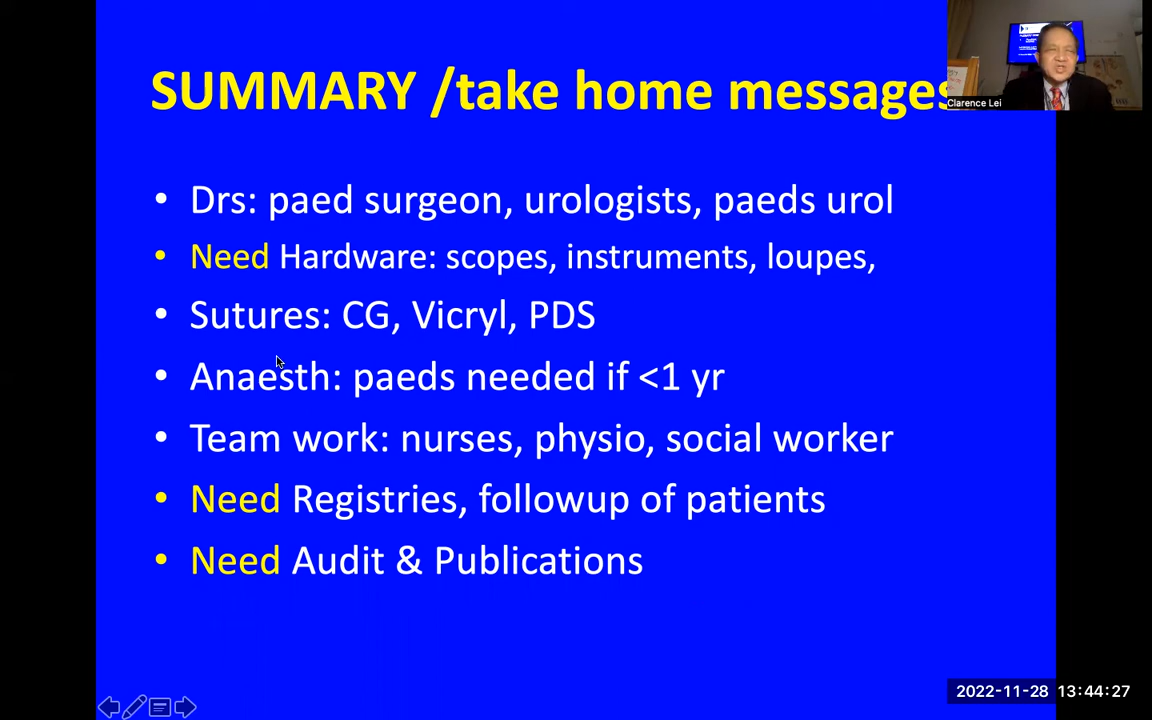 SUMMARY /take home messages
Clarence Lei
• Drs: paed surgeon, urologists, paeds urol
• Need Hardware: scopes, instruments, loupes,
• Sutures: CG, Vicryl, PDS
• Anaesth: paeds needed if <1 yr
• Team work: nurses, physio, social worker
• Need Registries, followup of patients
• Need Audit & Publications
2022-11-28 13:44:27